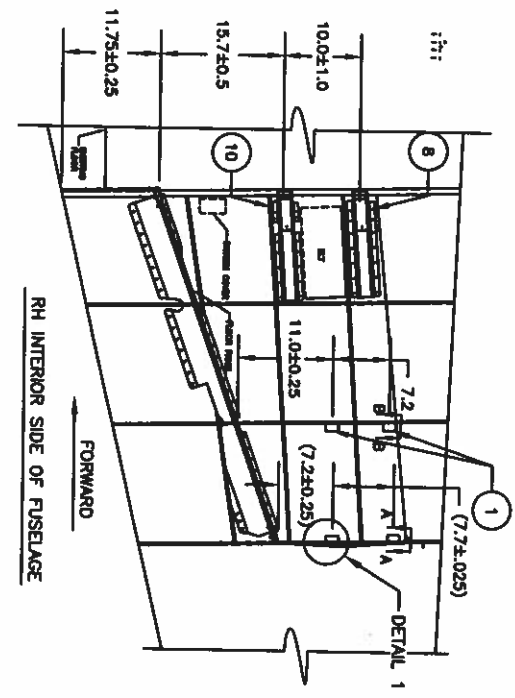 10.0±1.0
15.7±0.5
11.75±0.25
8
10
11.0±0.25
7.2
B
B
1
(7.7±.025)
(7.2±0.25)
A
A
DETAIL 1
FORWARD
RH INTERIOR SIDE OF FUSELAGE